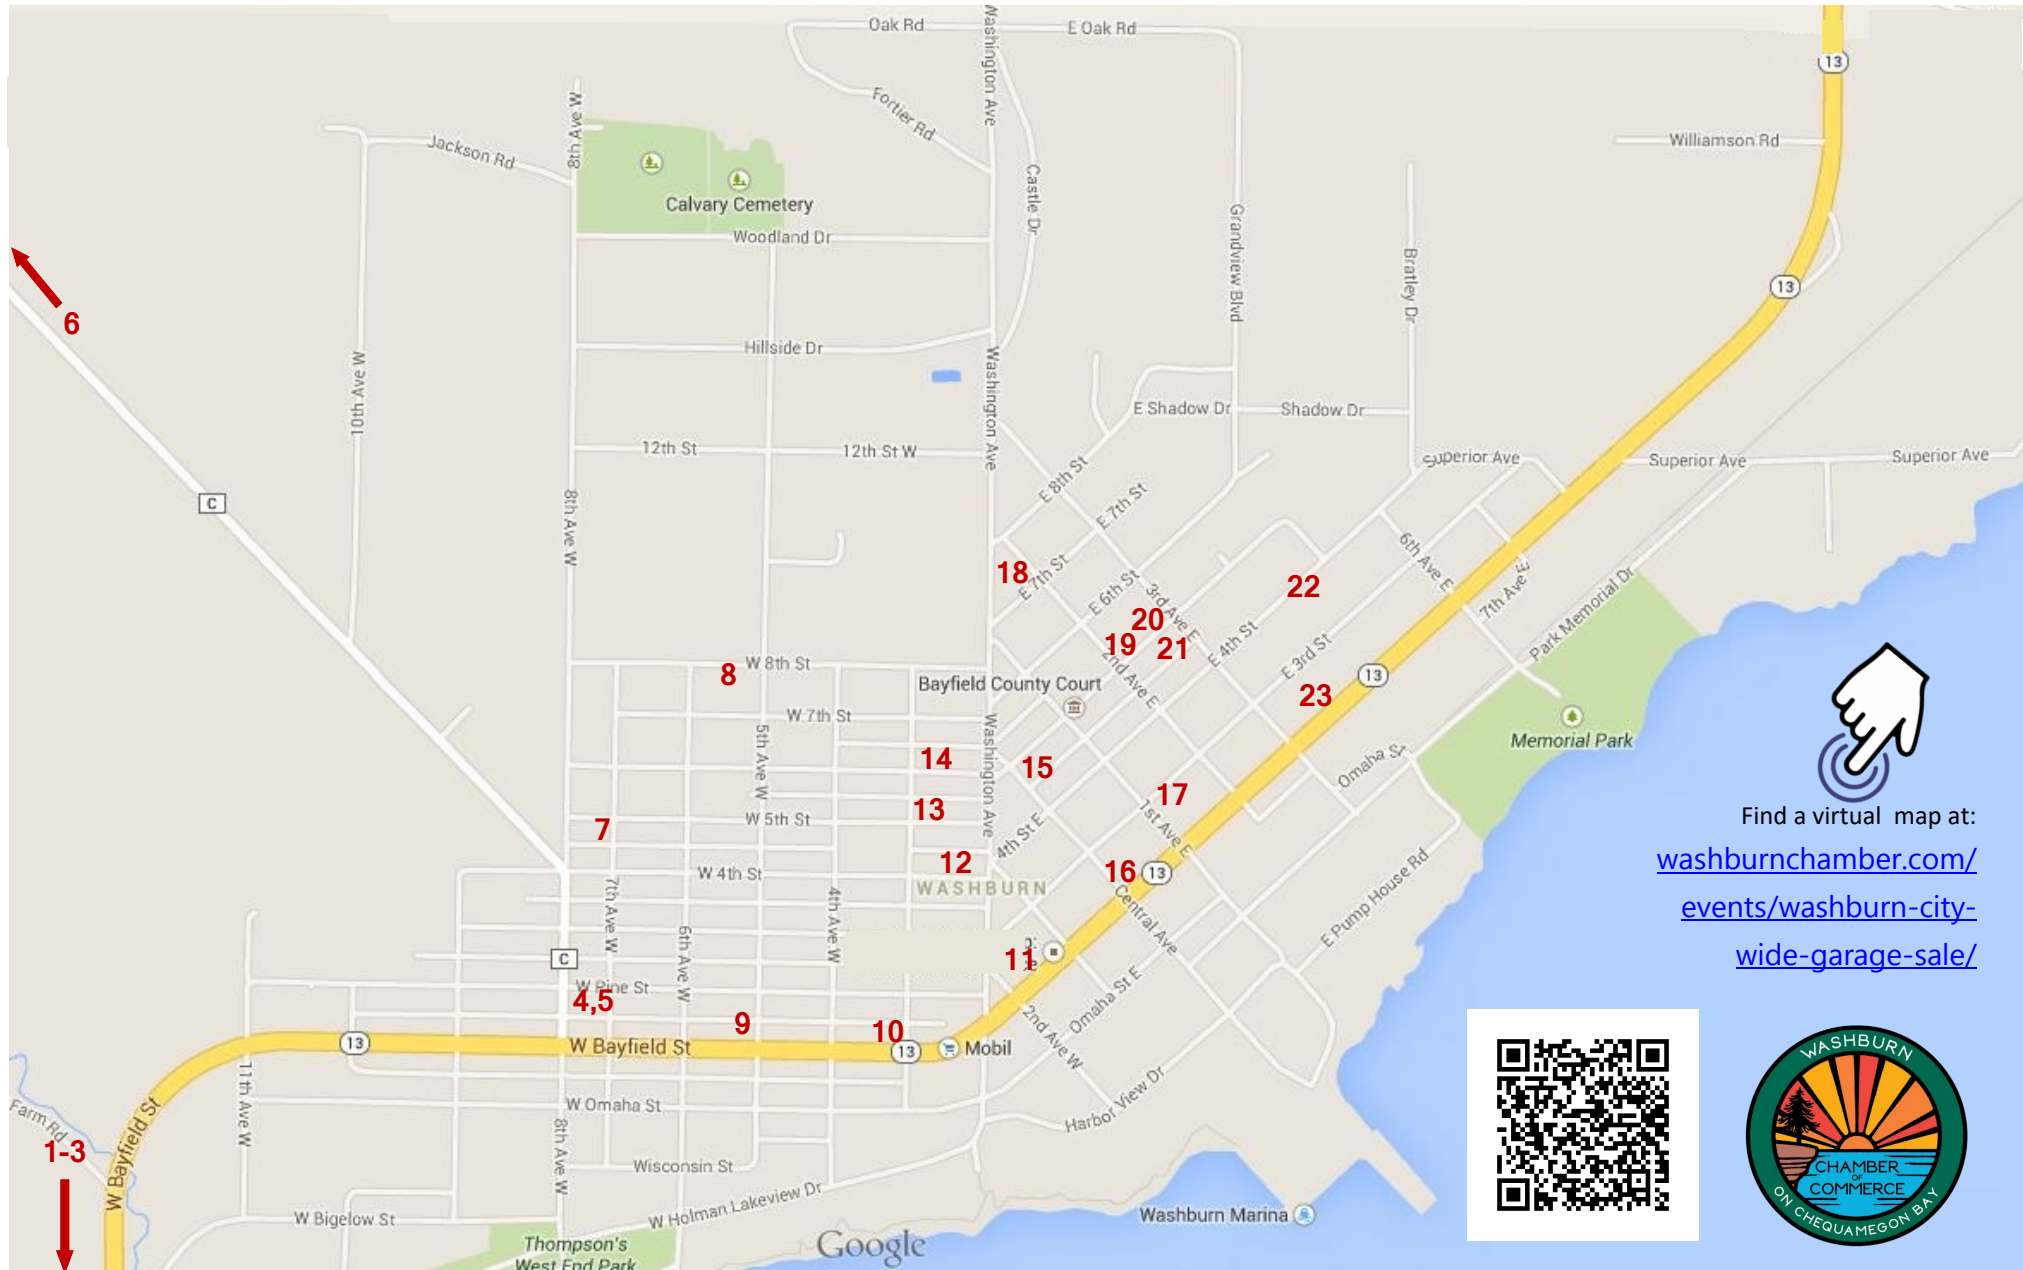 Oak Rd
E Oak Rd
Washington Ave
13
Fortier Rd
8th Ave W
Jackson Rd
Williamson Rd
Castle Dr
Calvary Cemetery
Grandview Blvd
Woodland Dr
Bratley Dr
13
6
Hillside Dr
Washington Ave
10th Ave W
E Shadow Dr
Shadow Dr
12th St
12th St W
Superior Ave
Superior Ave
Superior Ave
E 8th St
C
8th Ave W
E 7th St
6th Ave E
18
E 7th St
E 6th St
3rd Ave E
22
7th Ave E
Park Memorial Dr
20
19
21
E 4th St
E 3rd St
W 8th St
8
2nd Ave E
Bayfield County Court
13
23
W 7th St
5th Ave W
Washington Ave
Memorial Park
14
15
Omaha St
17
13
W 5th St
1st Ave E
7
4th St E
Find a virtual map at:
washburnchamber.com/
events/washburn-city-
wide-garage-sale/
12
W 4th St
16
13
WASHBURN
7th Ave W
4th Ave W
Central Ave
E Pump House Rd
6th Ave W
C
11
W Pine St
4,5
Omaha St E
9
10
2nd Ave W
13
W Bayfield St
13
Mobil
11th Ave W
Harbor View Dr
W Omaha St
Farm Rd
1-3
W Bayfield St
8th Ave W
Wisconsin St
W Holman Lakeview Dr
W Bigelow St
Washburn Marina
Thompson's
West End Park
Google
WASHBURN
CHAMBER
OF
COMMERCE
ON CHEQUAMEGON BAY